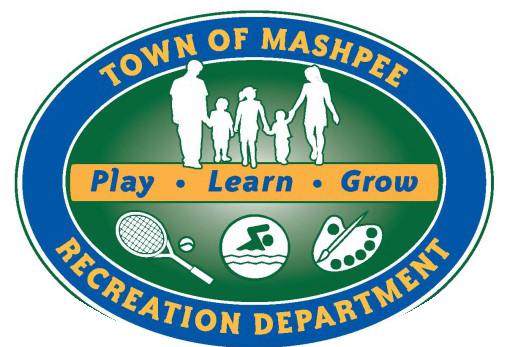 TOWN OF MASHPEE
Play • Learn • Grow
RECREATION DEPARTMENT